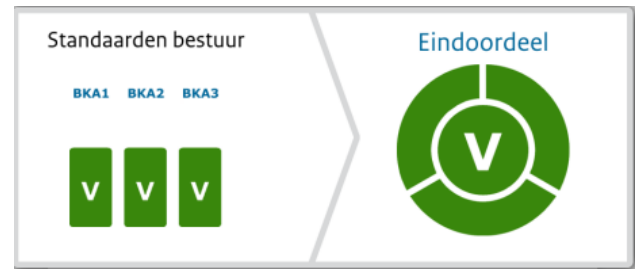 Standaarden bestuur
BKA1 BKA2 BKA3
V V V
Eindoordeel
V